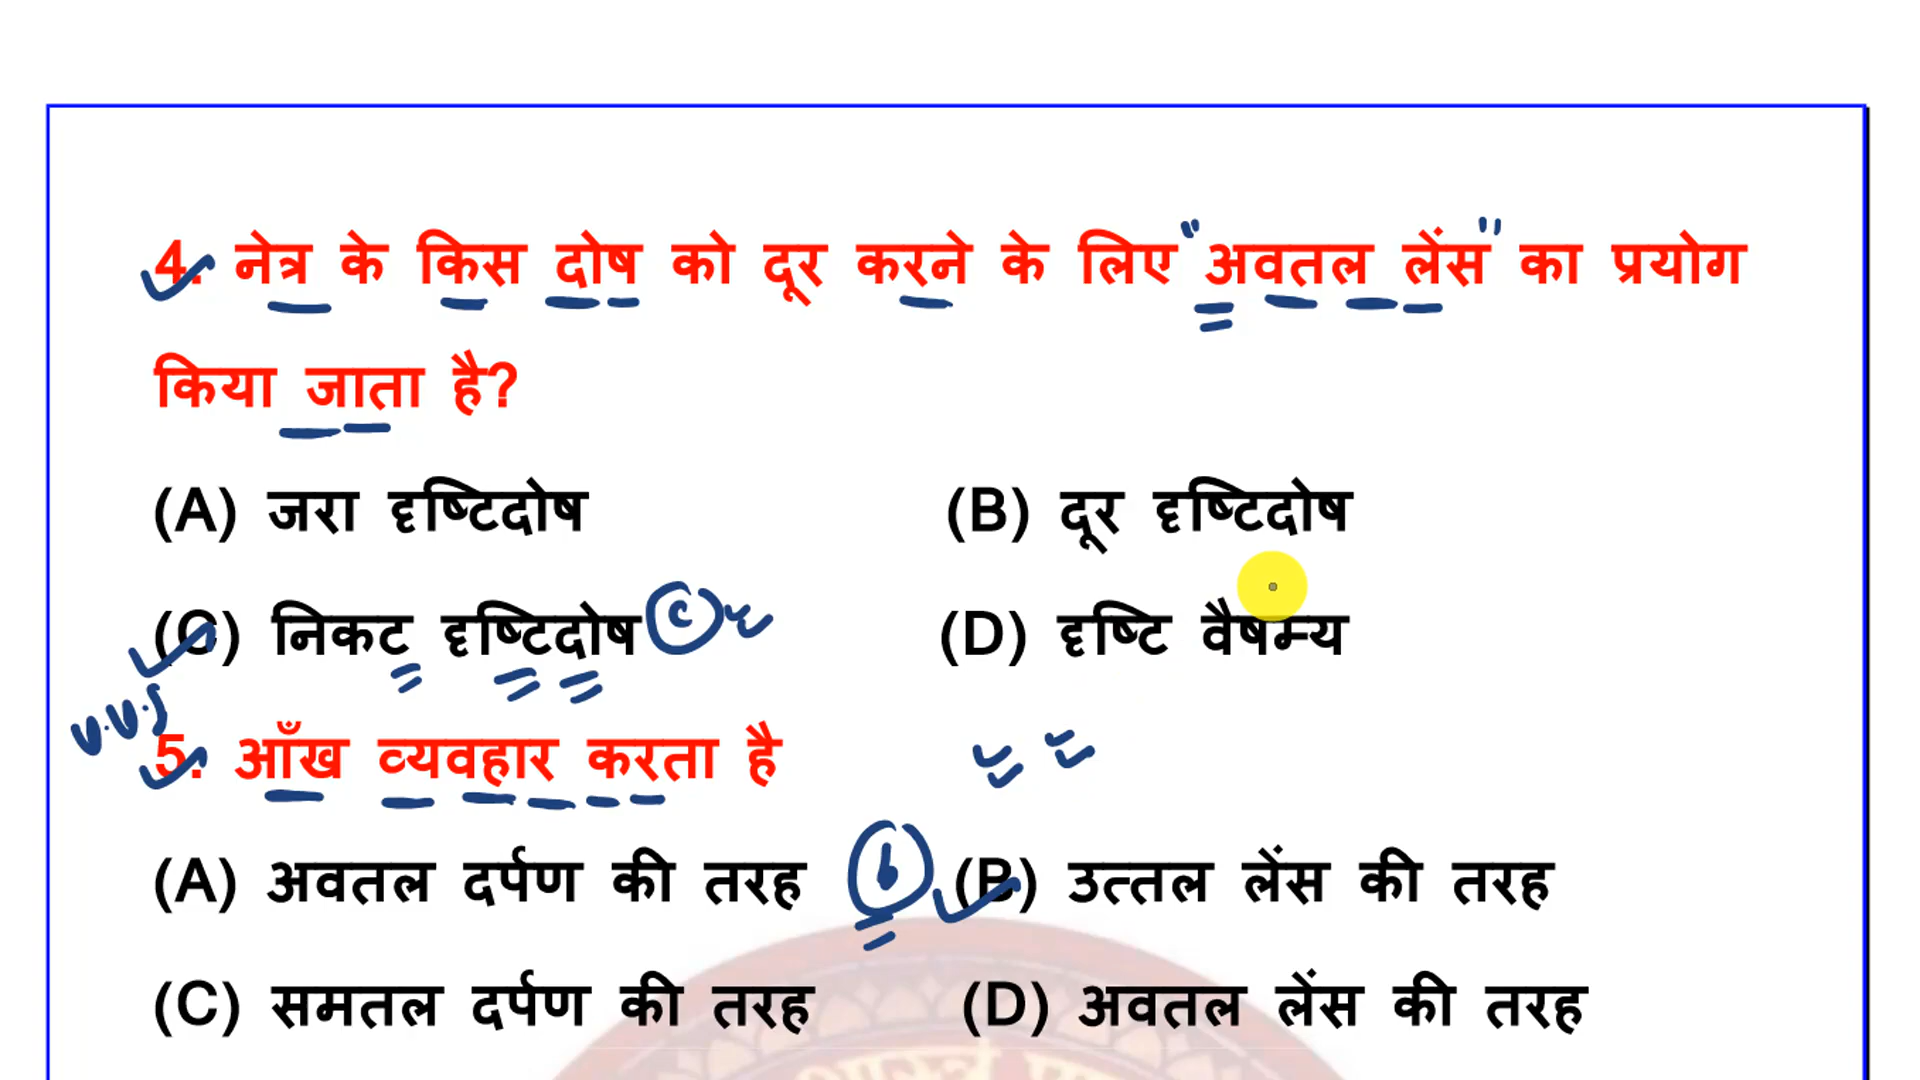 4. नेत्र के किस दोष को दूर करने के लिए "अवतल लेंस" का प्रयोग
किया जाता है?
(A) जरा दृष्टिदोष (B) दूर दृष्टिदोष
(C) निकट दृष्टिदोष c (D) दृष्टि वैषम्य
v.v.I
5. आँख व्यवहार करता है
(A) अवतल दर्पण की तरह b (B) उत्तल लेंस की तरह
(C) समतल दर्पण की तरह (D) अवतल लेंस की तरह